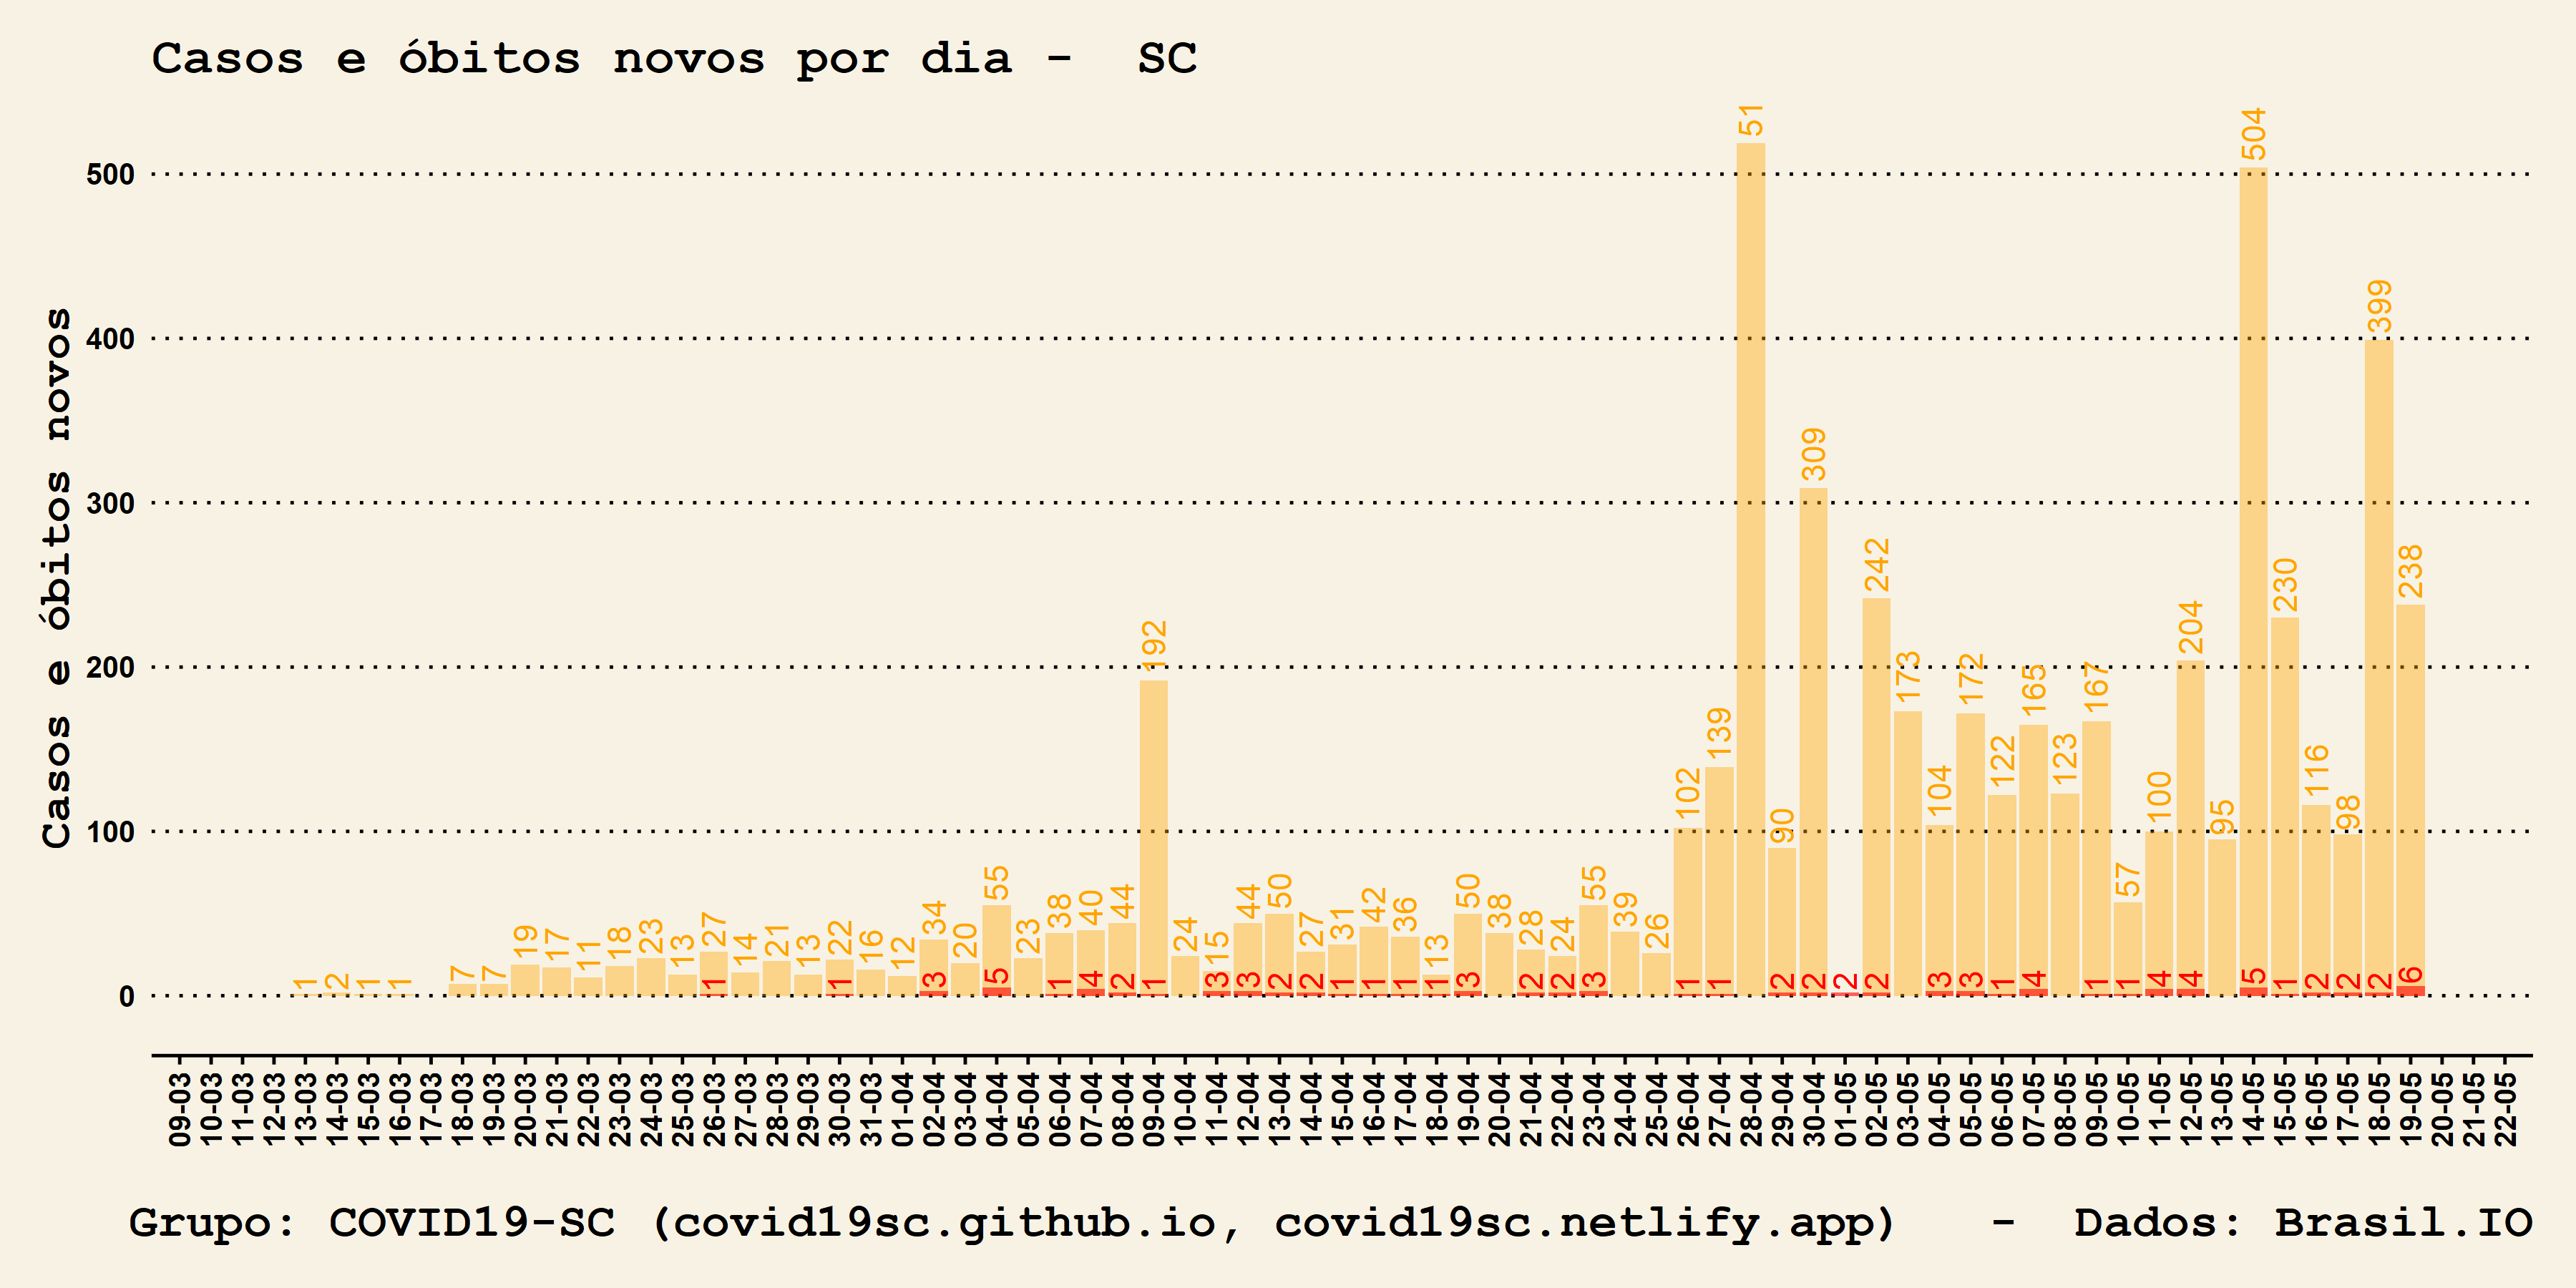 Casos e óbitos novos por dia - SC
Casos e óbitos novos
500
400
300
200
100
0
1 2 1 1 7 7 19 17 11 18 23 13 27 14 21 13 22 16 12 34 20 55 23 38 40 44 192 24 15 44 50 27 31 42 36 13 50 38 28 24 55 39 26 102 139 51 90 309 242 173 104 172 122 165 123 167 57 100 204 95 504 230 116 98 399 238
1 1 3 5 1 4 2 1 3 3 2 2 1 1 1 1 3 2 2 3 1 1 2 2 2 2 3 3 1 4 1 1 4 4 5 1 2 2 2 6
09-03 10-03 11-03 12-03 13-03 14-03 15-03 16-03 17-03 18-03 19-03 20-03 21-03 22-03 23-03 24-03 25-03 26-03 27-03 28-03 29-03 30-03 31-03 01-04 02-04 03-04 04-04 05-04 06-04 07-04 08-04 09-04 10-04 11-04 12-04 13-04 14-04 15-04 16-04 17-04 18-04 19-04 20-04 21-04 22-04 23-04 24-04 25-04 26-04 27-04 28-04 29-04 30-04 01-05 02-05 03-05 04-05 05-05 06-05 07-05 08-05 09-05 10-05 11-05 12-05 13-05 14-05 15-05 16-05 17-05 18-05 19-05 20-05 21-05 22-05
Grupo: COVID19-SC (covid19sc.github.io, covid19sc.netlify.app) - Dados: Brasil.IO